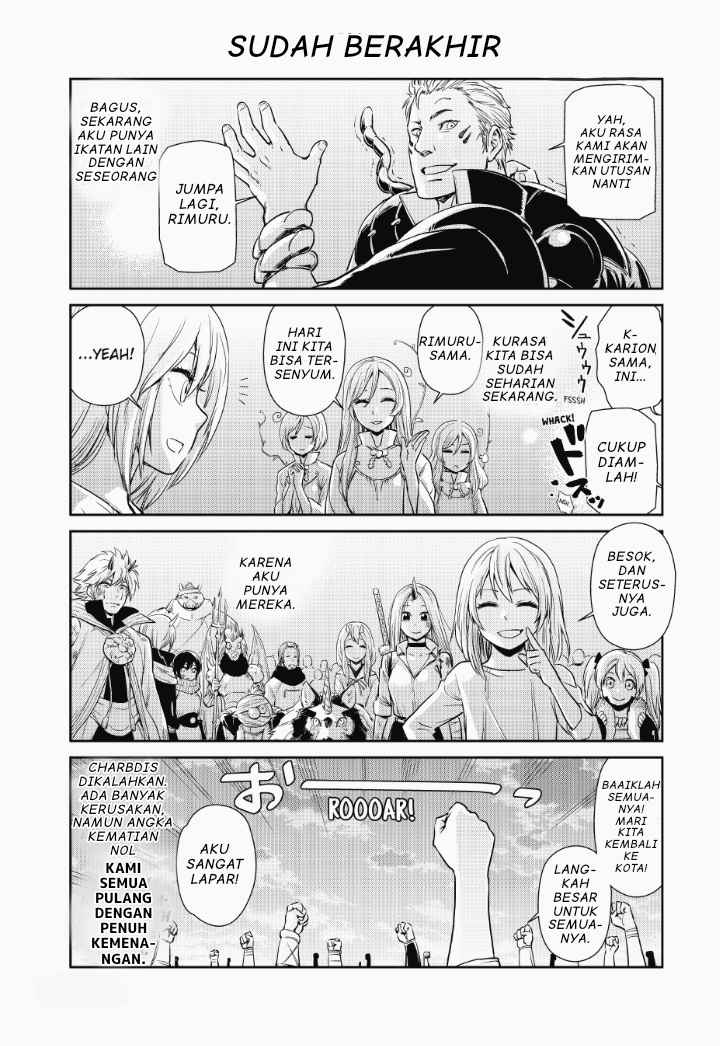 SUDAH BERAKHIR
YAH,
AKU RASA
KAMI AKAN
MENGIRIM-
KAN UTUSAN
NANTI
JUMPA
LAGI,
RIMURU.
BAGUS,
SEKARANG
AKU PUNYA
IKATAN LAIN
DENGAN
SESEORANG
K-
KARION
SAMA,
INI...
シュウウウ
FSSSH
CUKUP
DIAM-
LAH!
WHACK!
ドスッ
KURASA
KITA BISA
SUDAH
SEHARIAN
SEKARANG.
RIMURU-
SAMA.
HARI
INI KITA
BISA TER-
SENYUM.
...YEAH!
BESOK,
DAN
SETERUS-
NYA
JUGA.
KARENA
AKU
PUNYA
MEREKA.
BAAIKLAH
SEMUA-
NYA!
MARI
KITA
KEMBALI
KE
KOTA!
LANG-
KAH
BESAR
UNTUK
SEMUA-
NYA.
おーーっ
ROOOAR!
AKU
SANGAT
LAPAR!
CHARBDIS
DIKALAHKAN.
ADA BANYAK
KERUSAKAN,
NAMUN ANGKA
KEMATIAN
NOL
KAMI
SEMUA
PULANG
DENGAN
PENUH
KEMENA-
NGAN.